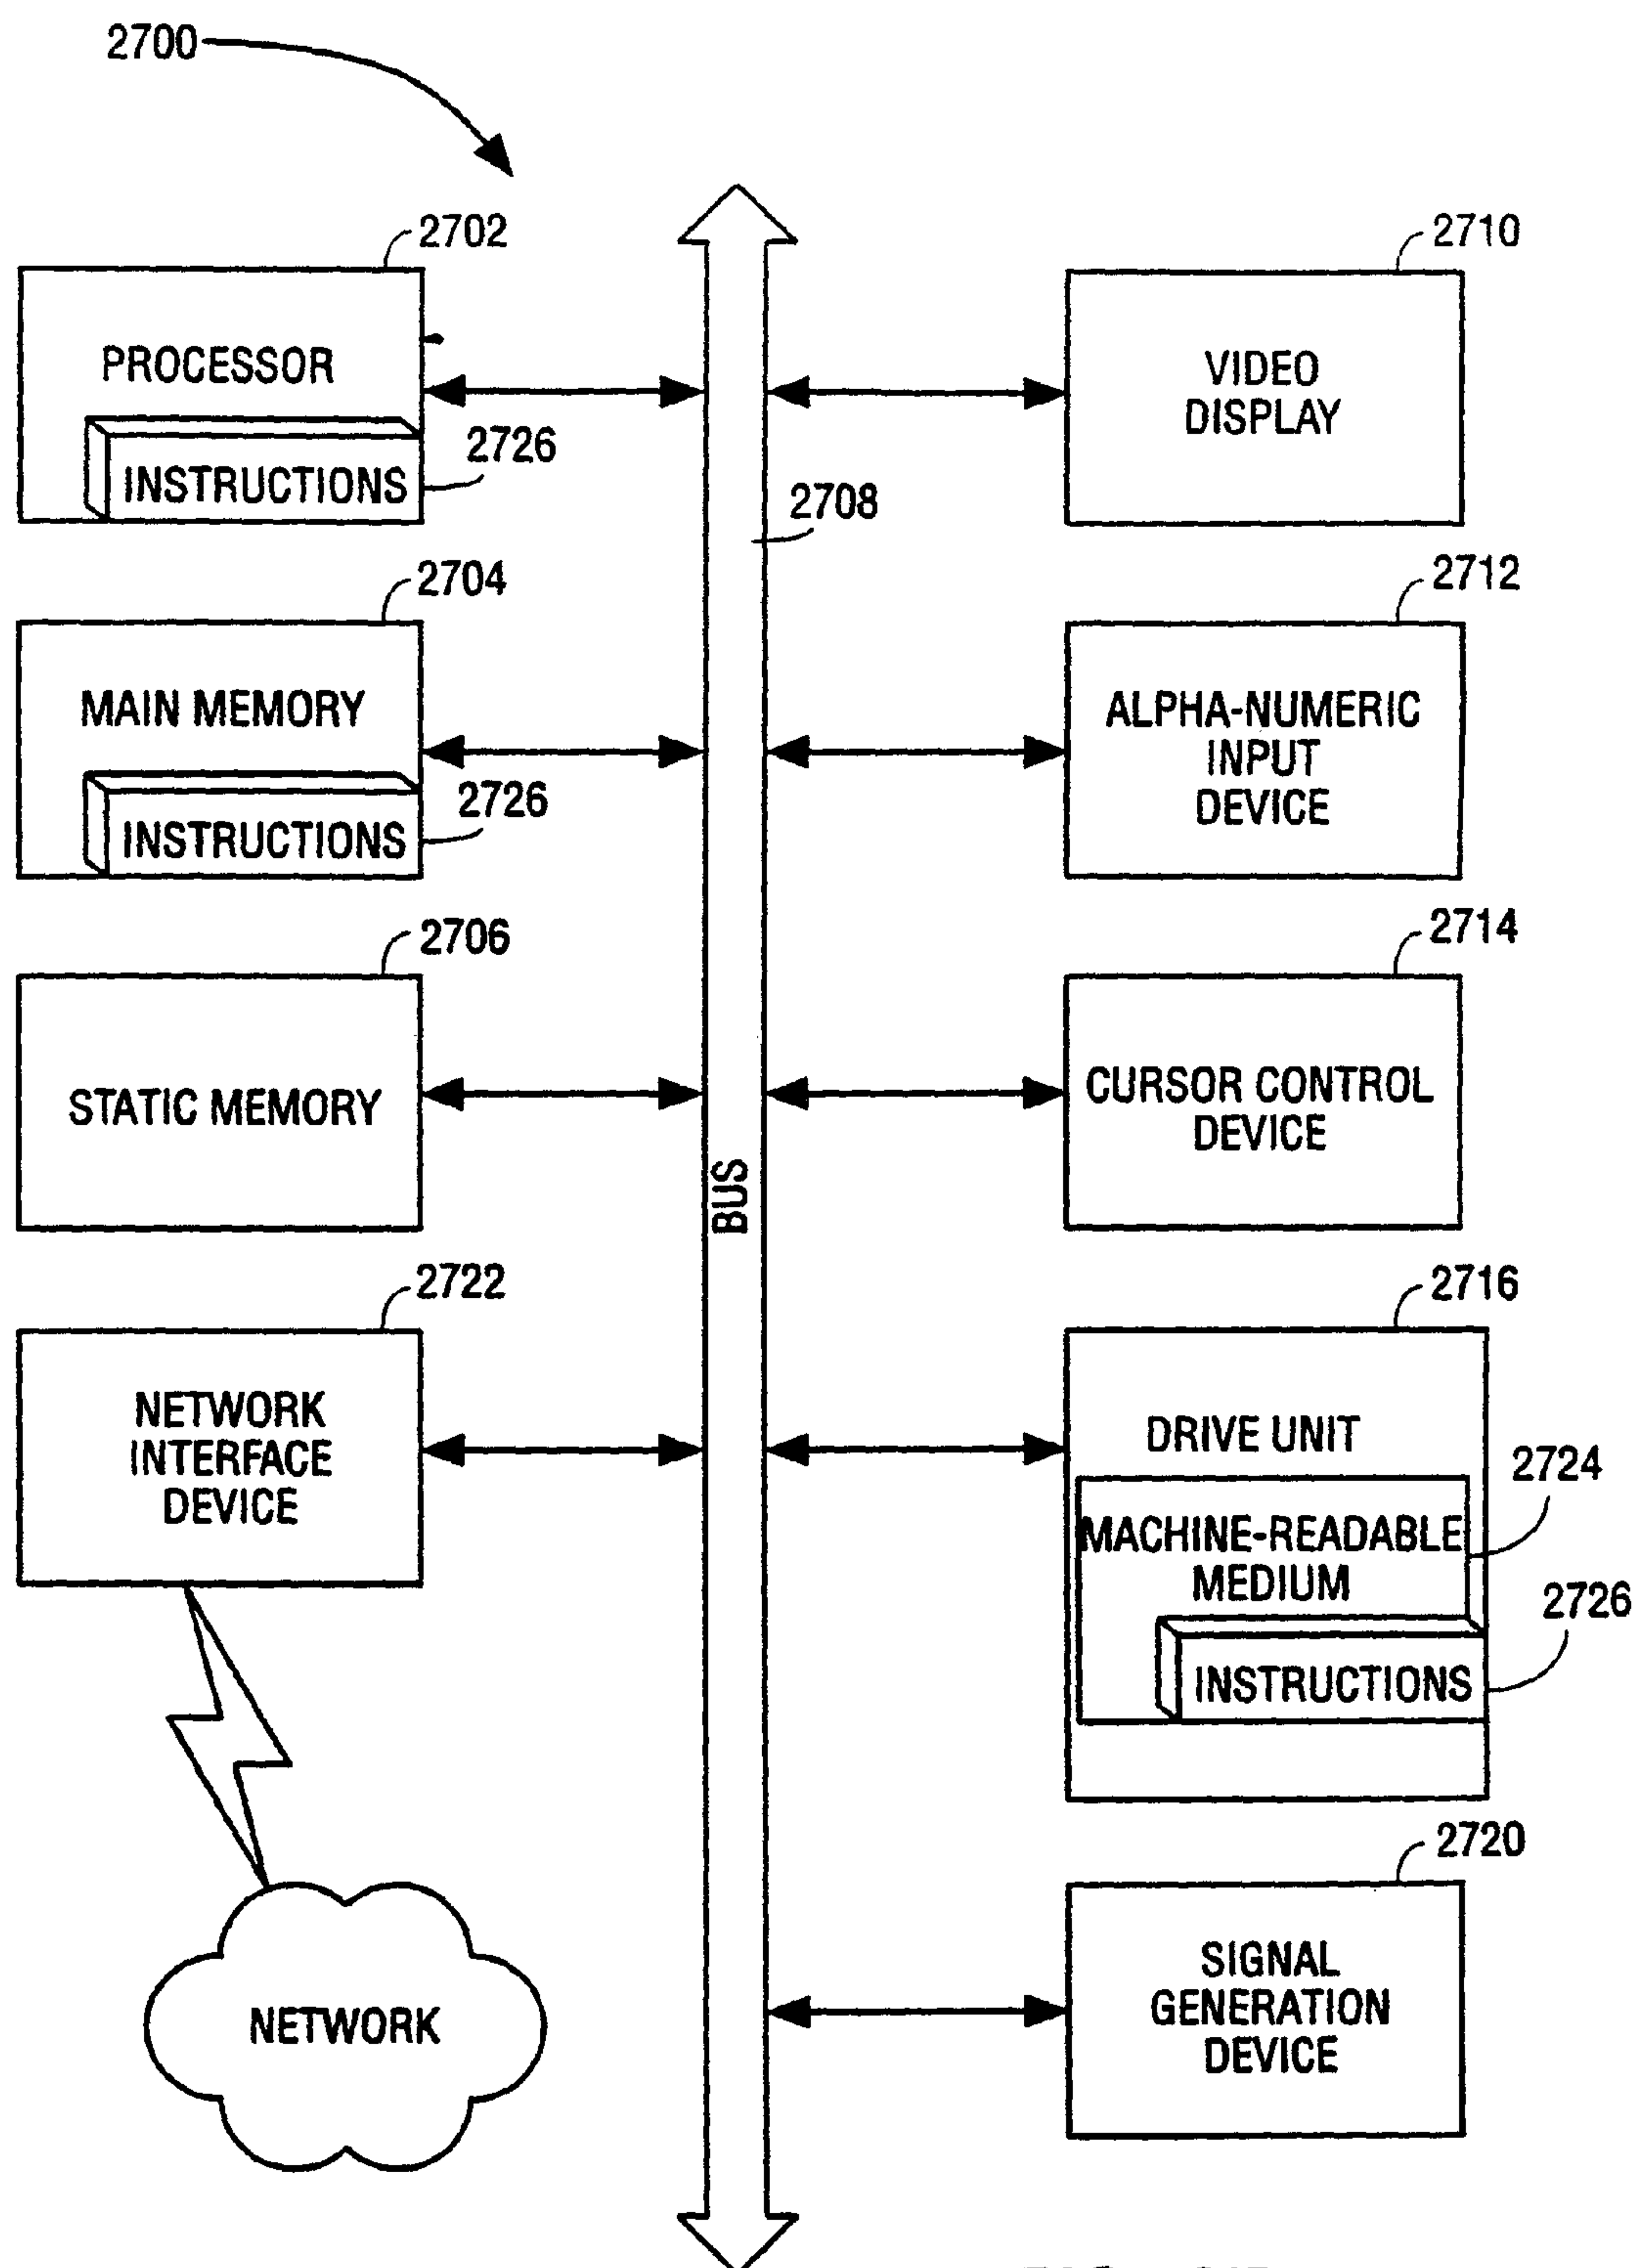 2700
2702
PROCESSOR
INSTRUCTIONS
2726
2704
MAIN MEMORY
INSTRUCTIONS
2726
2706
STATIC MEMORY
2722
NETWORK
INTERFACE
DEVICE
NETWORK
2708
BUS
2710
VIDEO
DISPLAY
2712
ALPHA-NUMERIC
INPUT
DEVICE
2714
CURSOR CONTROL
DEVICE
2716
DRIVE UNIT
2724
MACHINE-READABLE
MEDIUM
2726
INSTRUCTIONS
2720
SIGNAL
GENERATION
DEVICE